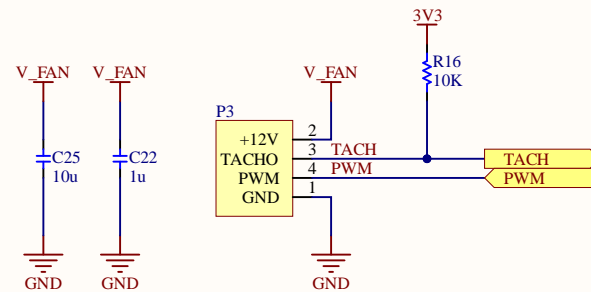 3V3
V_FAN
V_FAN
V_FAN
R16
10K
P3
+12V
2
TACHO
3
TACH
TACH
PWM
4
PWM
PWM
GND
1
C25
10u
C22
1u
GND
GND
GND